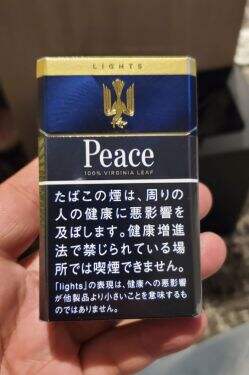 LIGHTS
Peace
100% VIRGINIA LEAF
たばこの煙は、周りの
人の健康に悪影響を
及ぼします。健康増進
法で禁じられている場
所では喫煙できません。
「lights」の表現は、健康への悪影響
が他製品より小さいことを意味するも
のではありません。